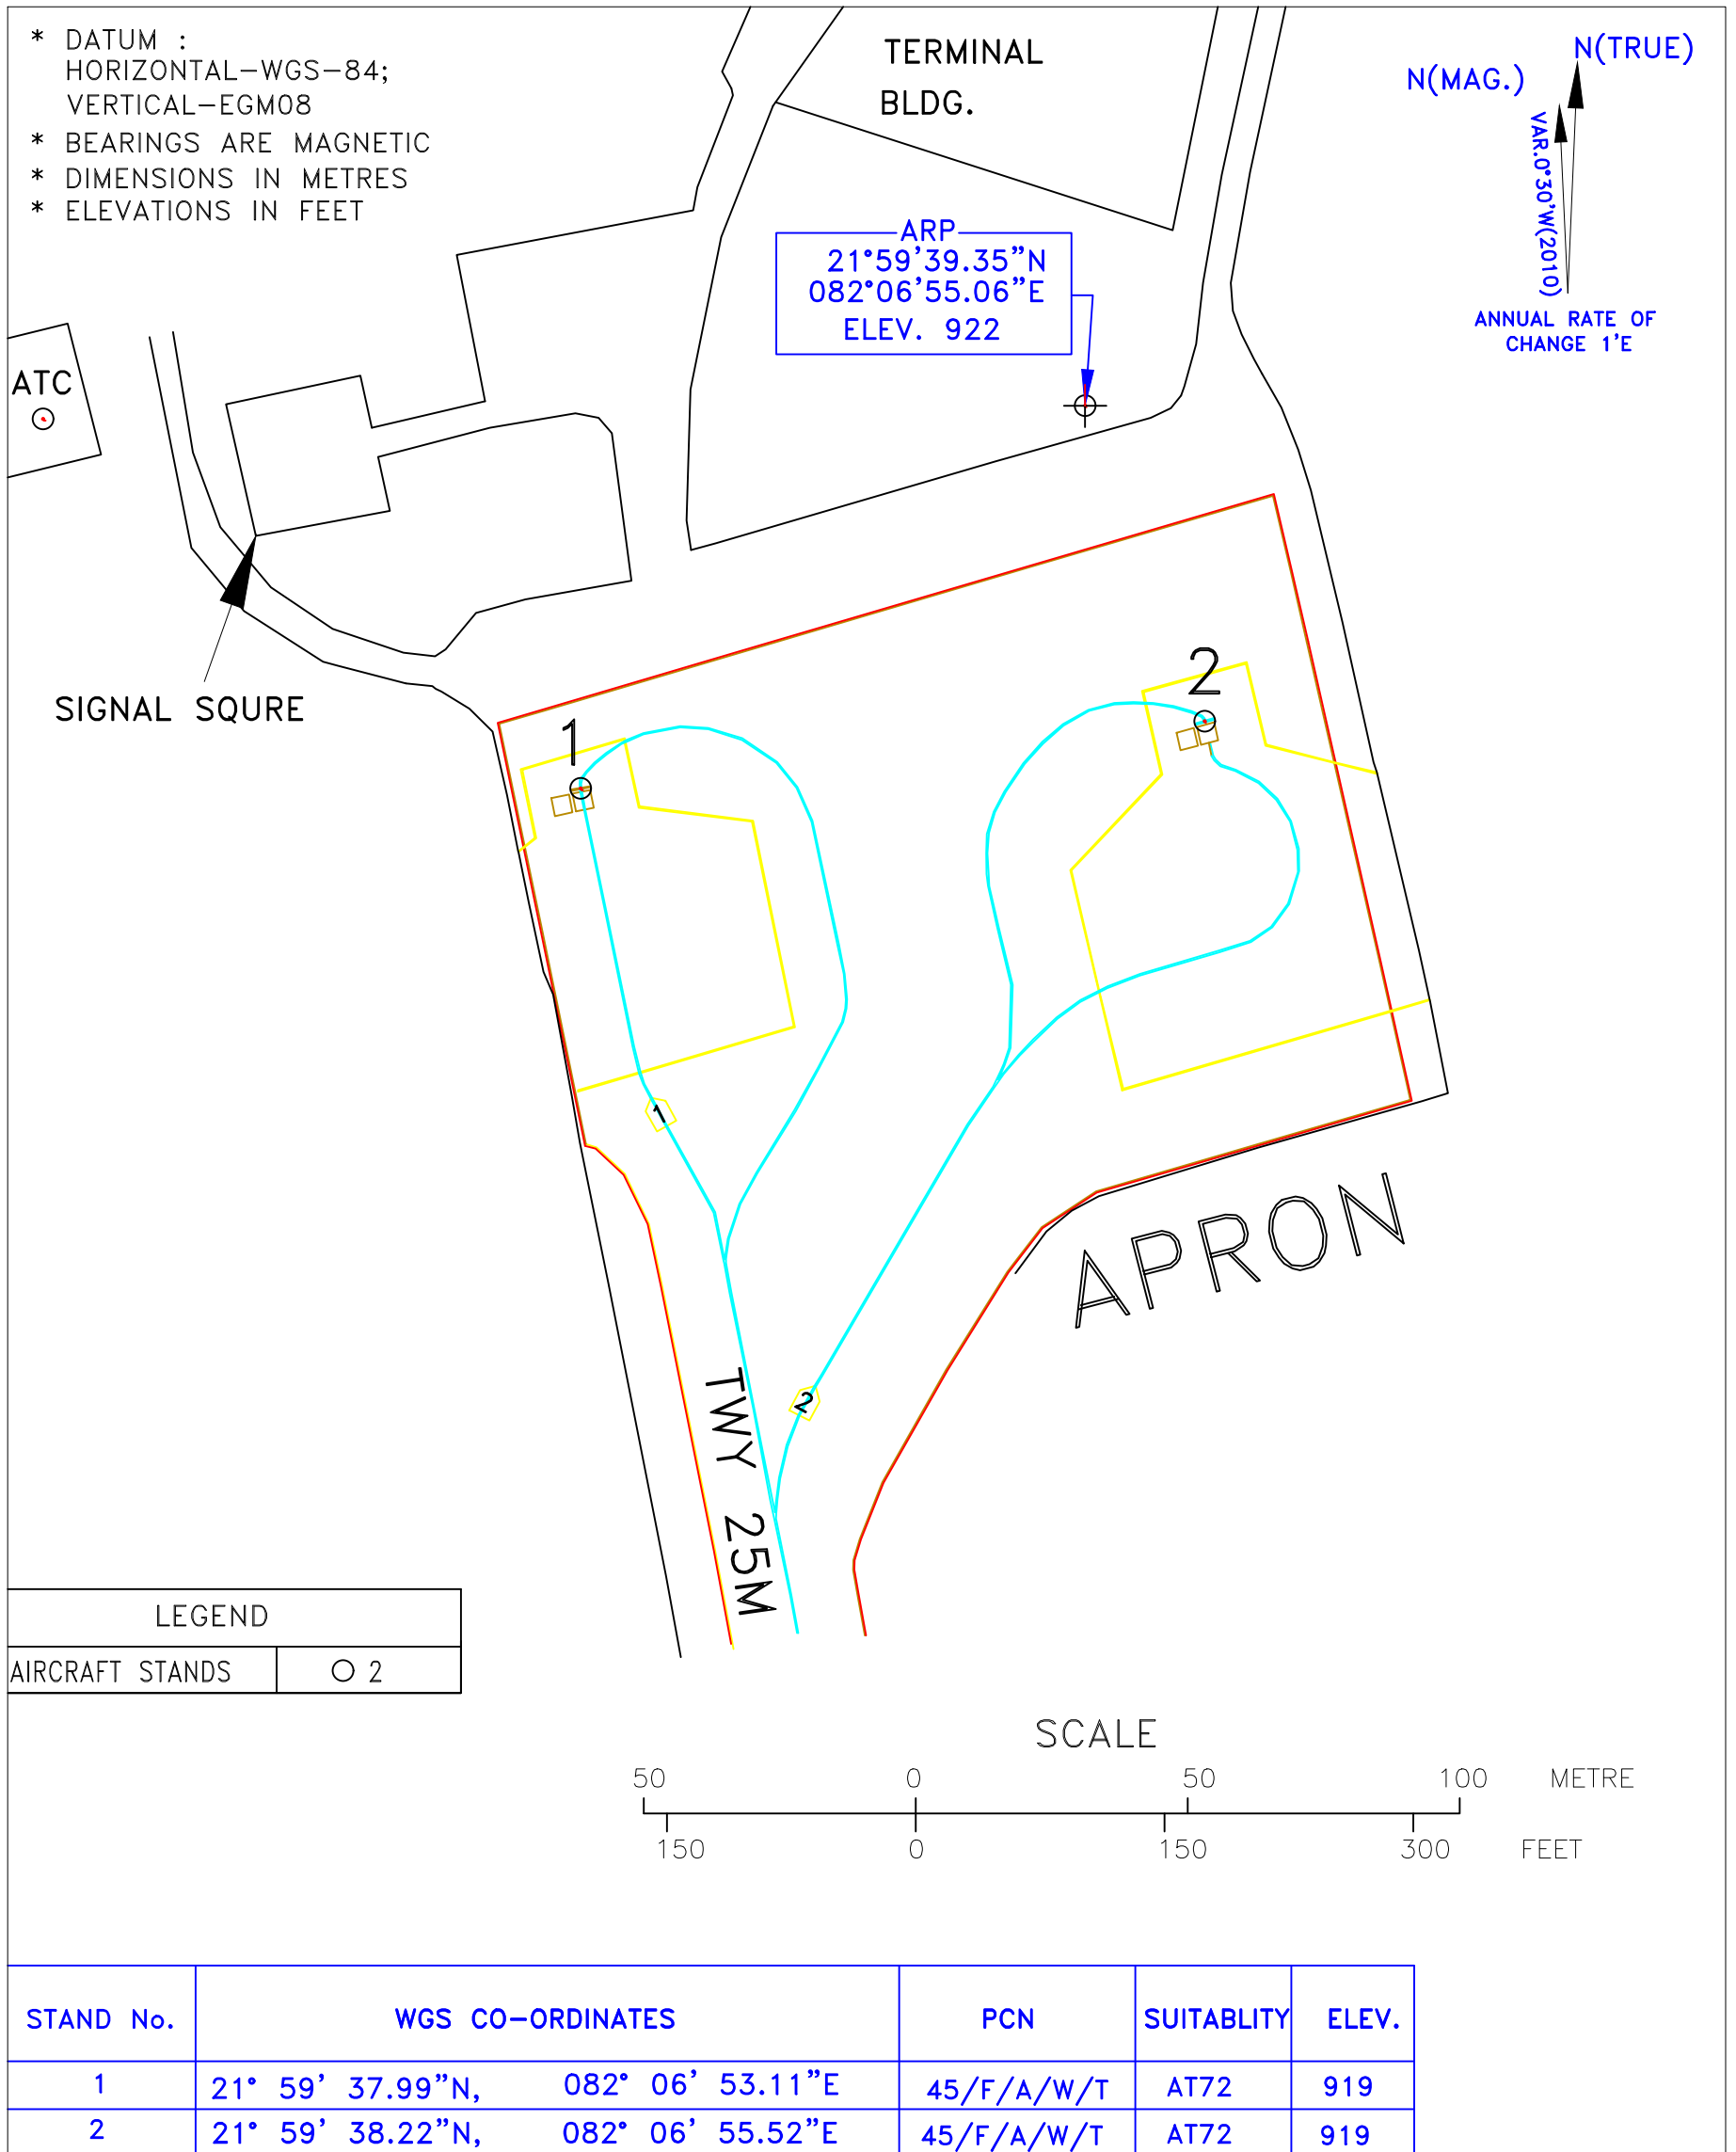 * DATUM :
HORIZONTAL-WGS-84;
VERTICAL-EGM08
* BEARINGS ARE MAGNETIC
* DIMENSIONS IN METRES
* ELEVATIONS IN FEET
TERMINAL
BLDG.
N(MAG.)
N(TRUE)
VAR.0°30'W(2010)
ANNUAL RATE OF
CHANGE 1'E
ARP
21°59'39.35"N
082°06'55.06"E
ELEV. 922
ATC
SIGNAL SQURE
1
2
1
2
APRON
TWY 25M
LEGEND
AIRCRAFT STANDS 2
SCALE
50 0 50 100 METRE
150 0 150 300 FEET
STAND No. WGS CO-ORDINATES PCN SUITABLITY ELEV.
1 21° 59' 37.99"N, 082° 06' 53.11"E 45/F/A/W/T AT72 919
2 21° 59' 38.22"N, 082° 06' 55.52"E 45/F/A/W/T AT72 919